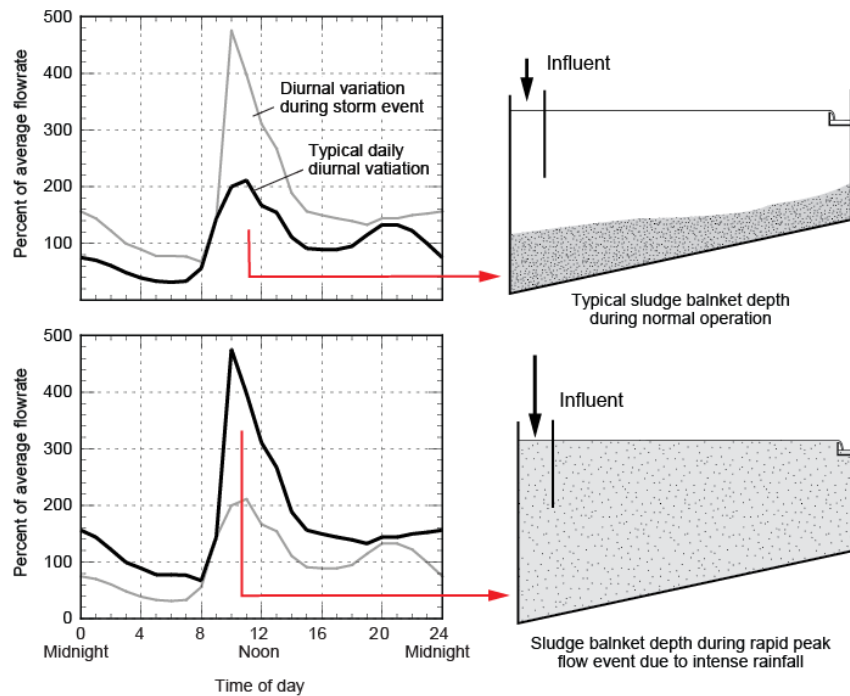 500
400
300
200
100
Percent of average flowrate
Diurnal variation
during storm event
Typical daily
diurnal vatiation
Influent
Typical sludge balnket depth
during normal operation
500
400
300
200
100
0
Percent of average flowrate
0 4 8 12 16 20 24
Midnight Noon Midnight
Time of day
Influent
Sludge balnket depth during rapid peak
flow event due to intense rainfall